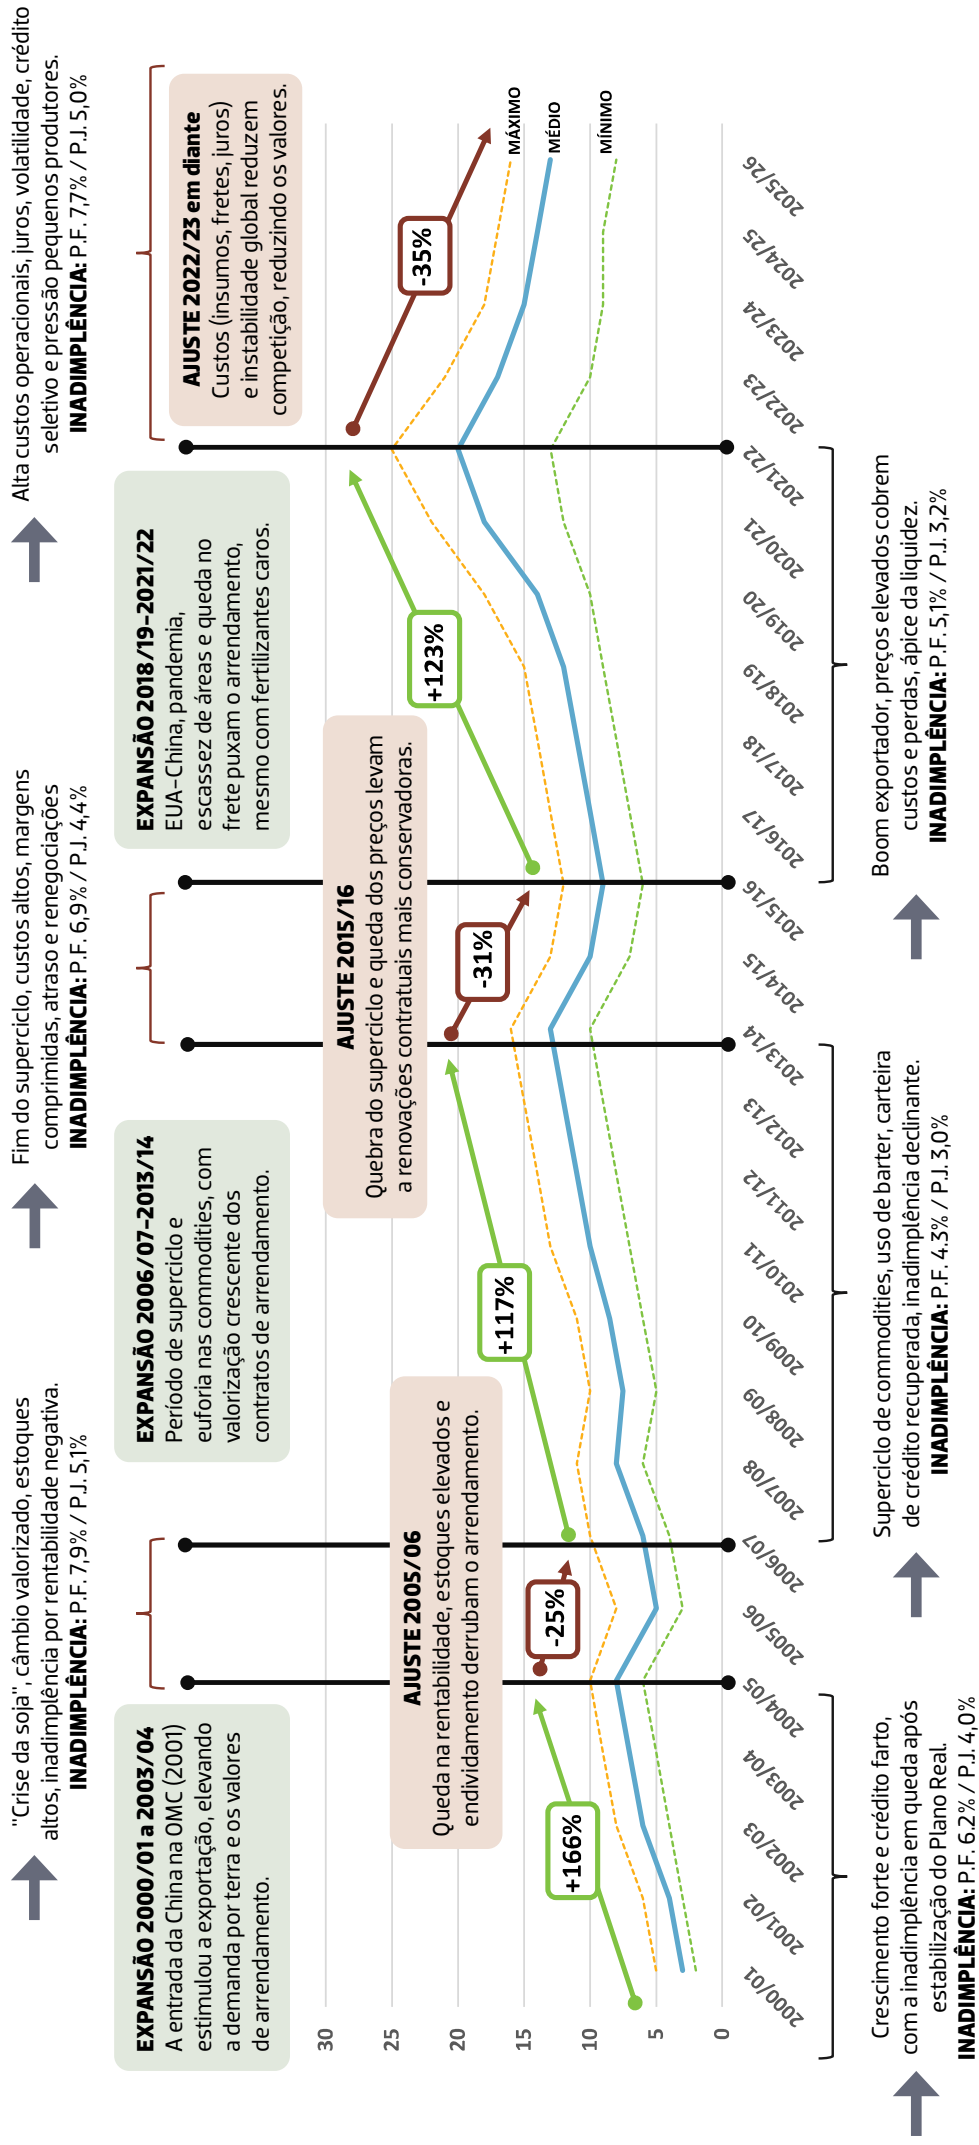 "Crise da soja", câmbio valorizado, estoques
altos, inadimplência por rentabilidade negativa.
INADIMPLÊNCIA: P.F. 7,9% / P.J. 5,1%
Fim do superciclo, custos altos, margens
comprimidas, atraso e renegociações
INADIMPLÊNCIA: P.F. 6,9% / P.J. 4,4%
Alta custos operacionais, juros, volatilidade, crédito
seletivo e pressão pequenos produtores.
INADIMPLÊNCIA: P.F. 7,7% / P.J. 5,0%
EXPANSÃO 2000/01 a 2003/04
A entrada da China na OMC (2001)
estimulou a exportação, elevando
a demanda por terra e os valores
de arrendamento.
EXPANSÃO 2006/07-2013/14
Período de superciclo e
euforia nas commodities, com
valorização crescente dos
contratos de arrendamento.
EXPANSÃO 2018/19-2021/22
EUA-China, pandemia,
escassez de áreas e queda no
frete puxam o arrendamento,
mesmo com fertilizantes caros.
AJUSTE 2022/23 em diante
Custos (insumos, fretes, juros)
e instabilidade global reduzem
competição, reduzindo os valores.
AJUSTE 2005/06
Queda na rentabilidade, estoques elevados e
endividamento derrubam o arrendamento.
AJUSTE 2015/16
Quebra do superciclo e queda dos preços levam
a renovações contratuais mais conservadoras.
+166%
-25%
+117%
-31%
+123%
-35%
MÁXIMO
MÉDIO
MÍNIMO
30
25
20
15
10
5
0
2000/01
2001/02
2002/03
2003/04
2004/05
2005/06
2006/07
2007/08
2008/09
2009/10
2010/11
2011/12
2012/13
2013/14
2014/15
2015/16
2016/17
2017/18
2018/19
2019/20
2020/21
2021/22
2022/23
2023/24
2024/25
2025/26
Crescimento forte e crédito farto,
com a inadimplência em queda após
estabilização do Plano Real.
INADIMPLÊNCIA: P.F. 6.2% / P.J. 4,0%
Superciclo de commodities, uso de barter, carteira
de crédito recuperada, inadimplência declinante.
INADIMPLÊNCIA: P.F. 4.3% / P.J. 3,0%
Boom exportador, preços elevados cobrem
custos e perdas, ápice da liquidez.
INADIMPLÊNCIA: P.F. 5,1% / P.J. 3,2%